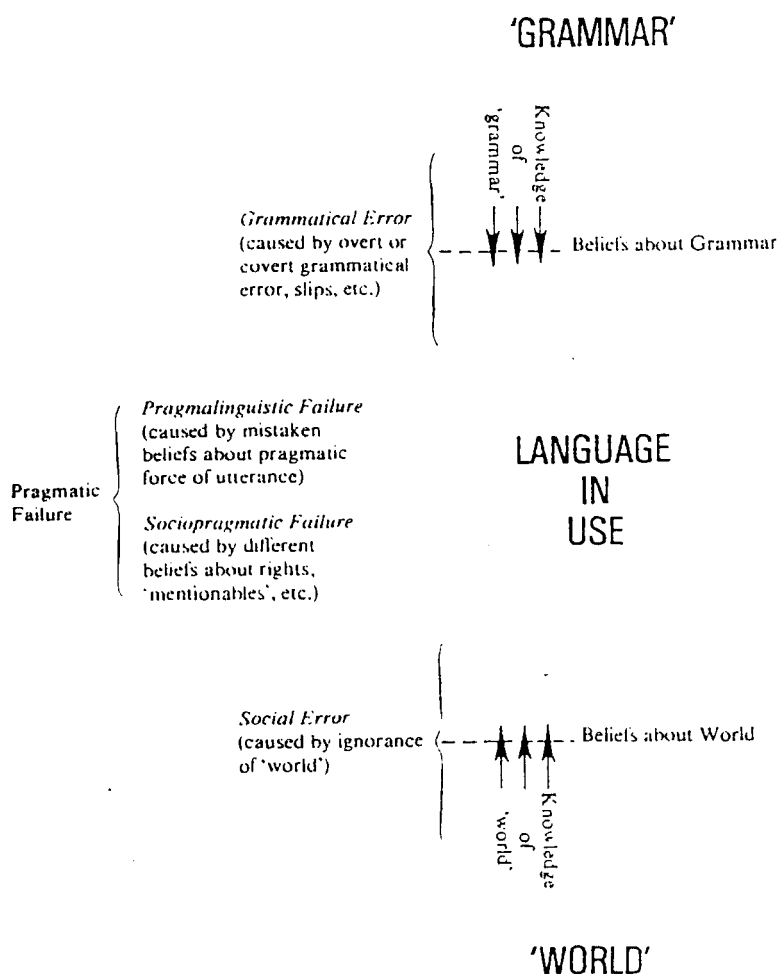 'GRAMMAR'
Knowledge
of
'grammar'
Grammatical Error
(caused by overt or
covert grammatical
error, slips, etc.)
Beliefs about Grammar
Pragmatic
Failure
Pragmalinguistic Failure
(caused by mistaken
beliefs about pragmatic
force of utterance)
Sociopragmatic Failure
(caused by different
beliefs about rights,
'mentionables', etc.)
LANGUAGE
IN
USE
Social Error
(caused by ignorance
of 'world')
Beliefs about World
Knowledge
of
'world'
'WORLD'